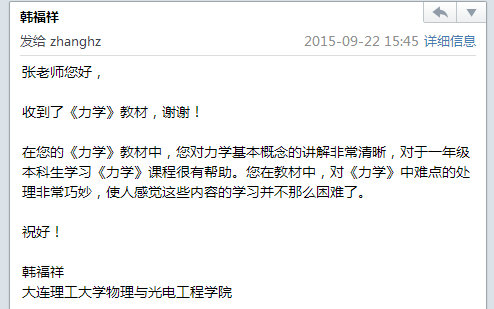 韩福祥
发给 zhanghz
2015-09-22 15:45 详细信息
张老师您好，
收到了《力学》教材，谢谢！
在您的《力学》教材中，您对力学基本概念的讲解非常清晰，对于一年级
本科生学习《力学》课程很有帮助。您在教材中，对《力学》中难点的处
理非常巧妙，使人感觉这些内容的学习并不那么困难了。
祝好！
韩福祥
大连理工大学物理与光电工程学院